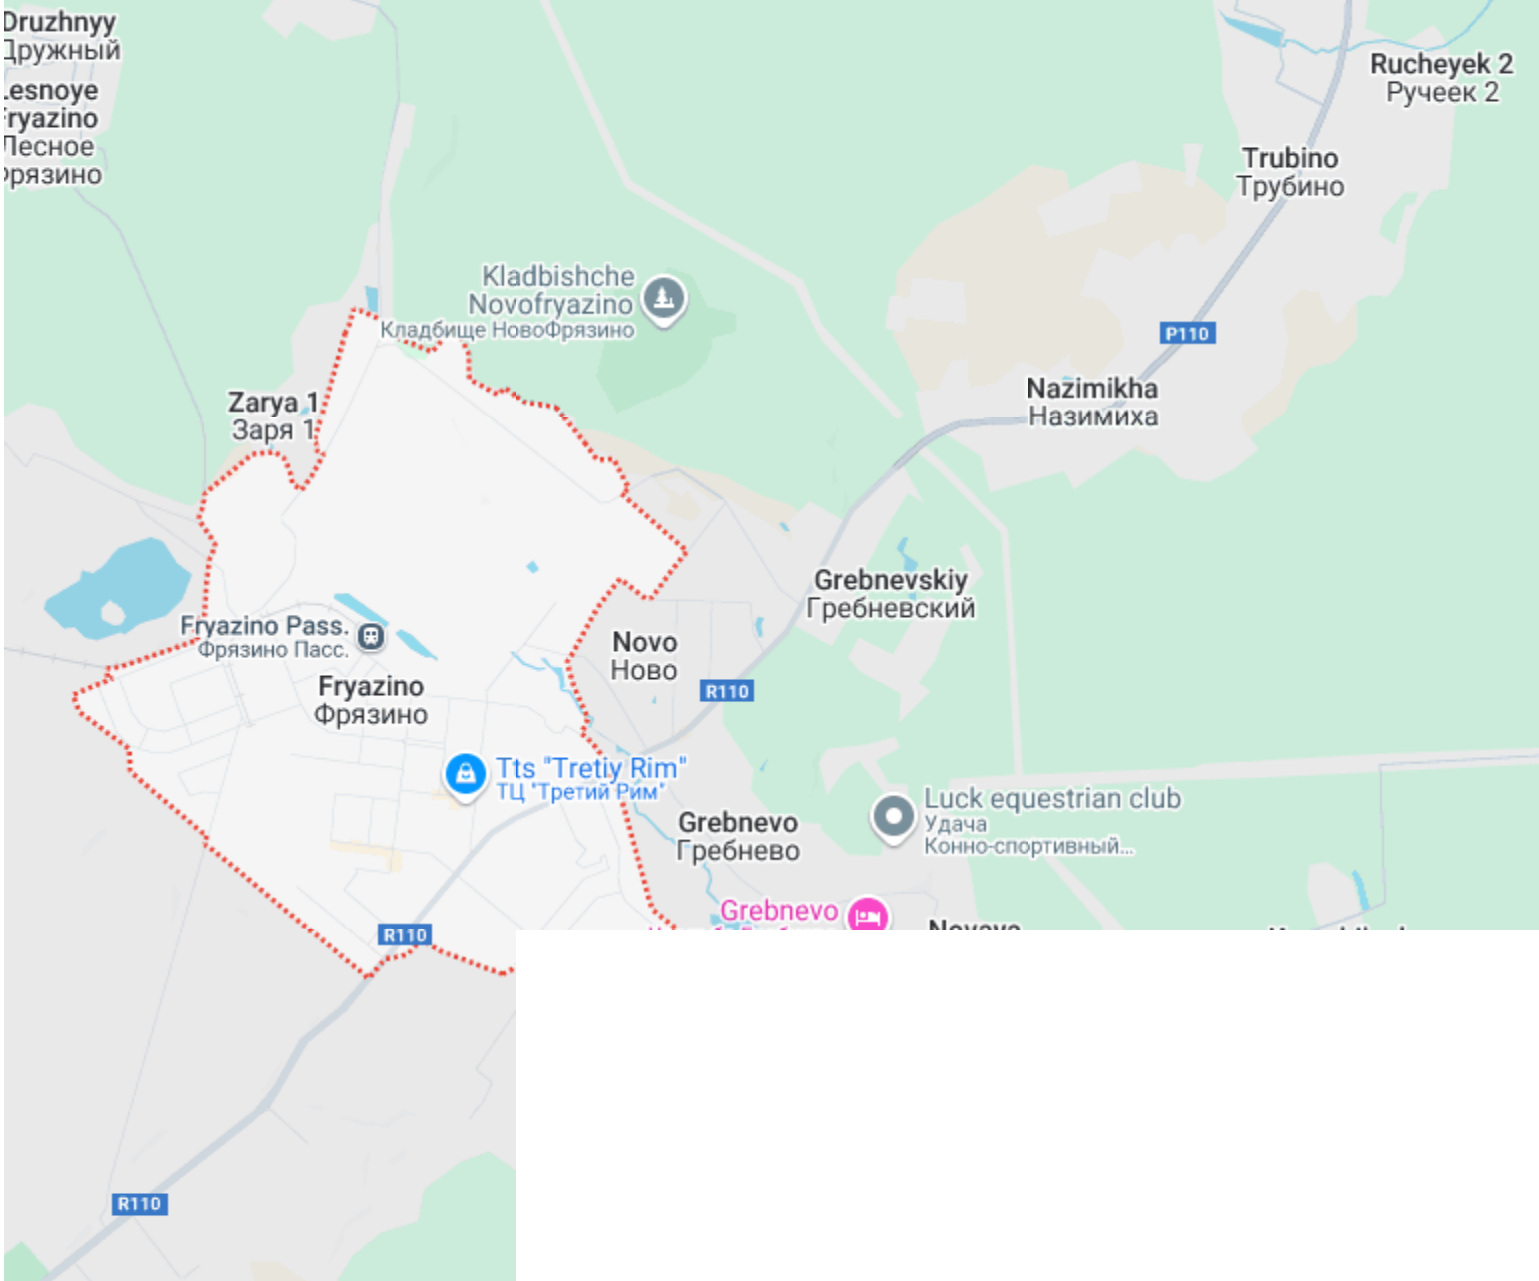 Druzhnyy
Дружный
Rucheyek 2
Ручеек 2
Fryazino
Лесное
Trubino
Трубино
Kladbishche
Novofryazino
Кладбище НовоФрязино
P110
Nazimikha
Назимиха
Zarya 1
Заря 1
Grebnevskiy
Гребневский
Fryazino Pass.
Фрязино Пасс.
Novo
Ново
R110
Fryazino
Фрязино
Tts "Tretiy Rim"
ТЦ "Третий Рим"
Luck equestrian club
Удача
Конно-спортивный...
Grebnevo
Гребнево
Grebnevo
R110
R110